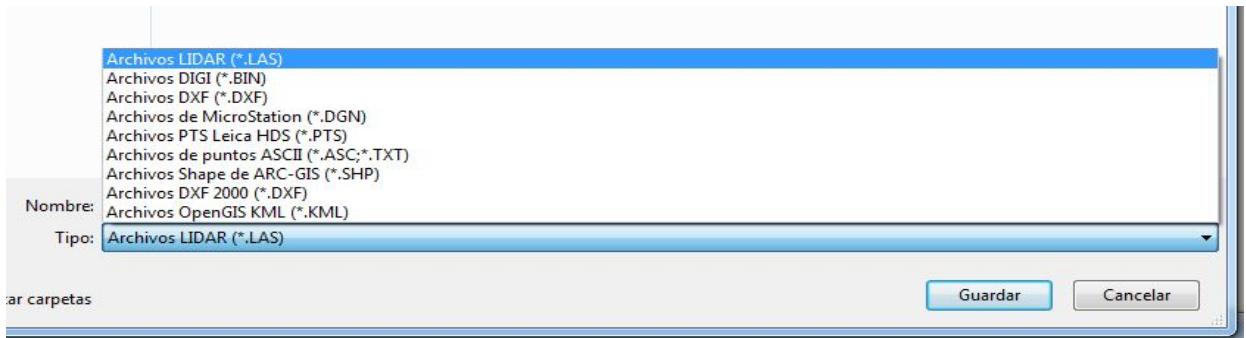 Archivos LIDAR (*.LAS)
Archivos DIGI (*.BIN)
Archivos DXF (*.DXF)
Archivos de MicroStation (*.DGN)
Archivos PTS Leica HDS (*.PTS)
Archivos de puntos ASCII (*.ASC;*.TXT)
Archivos Shape de ARC-GIS (*.SHP)
Archivos DXF 2000 (*.DXF)
Nombre: Archivos OpenGIS KML (*.KML)
Tipo: Archivos LIDAR (*.LAS)
ar carpetas
Guardar Cancelar